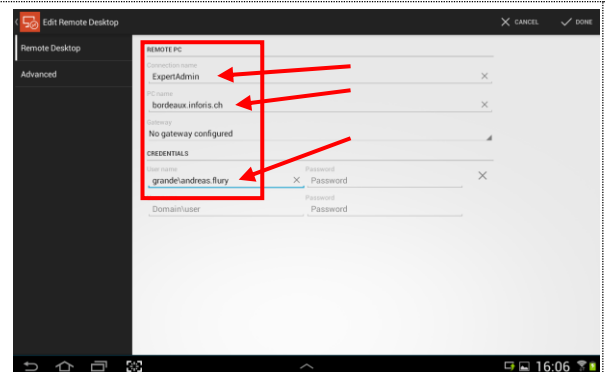 Edit Remote Desktop
CANCEL
DONE
Remote Desktop
Advanced
REMOTE PC
Connection name
ExpertAdmin
PC name
bordeaux.inforis.ch
Gateway
No gateway configured
CREDENTIALS
User name
Password
grande\andreas.flury
Password
Password
Domain\user
Password
16:06